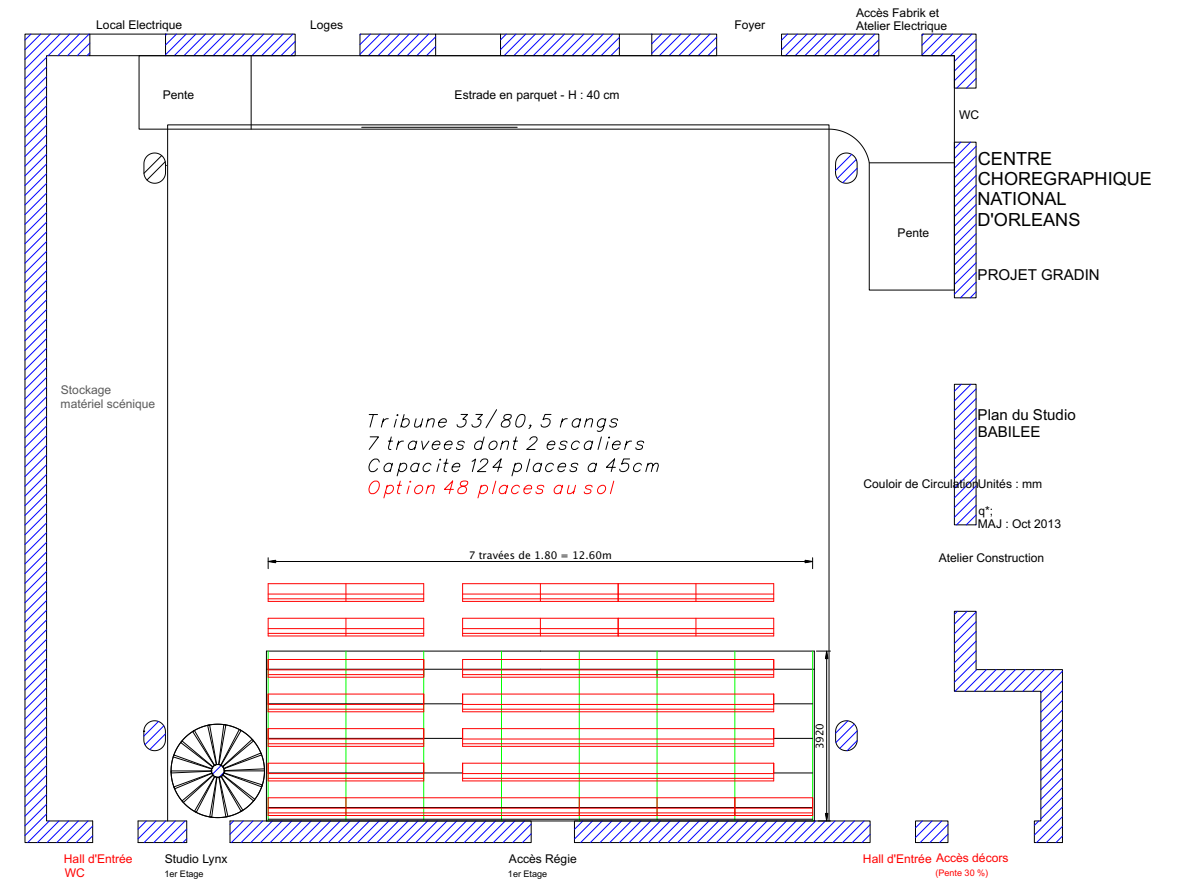 Local Electrique
Loges
Foyer
Accès Fabrik et
Atelier Electrique
Pente
Estrade en parquet - H : 40 cm
WC
CENTRE
CHOREGRAPHIQUE
NATIONAL
D'ORLEANS
Pente
PROJET GRADIN
Stockage
matériel scénique
Tribune 33/80, 5 rangs
7 travees dont 2 escaliers
Capacite 124 places a 45cm
Option 48 places au sol
Plan du Studio
BABILEE
Couloir de Circulation
Unités : mm
q*;
MAJ : Oct 2013
Atelier Construction
7 travées de 1.80 = 12.60m
3920
Hall d'Entrée
WC
Studio Lynx
1er Etage
Accès Régie
1er Etage
Hall d'Entrée
Accès décors
(Pente 30 %)